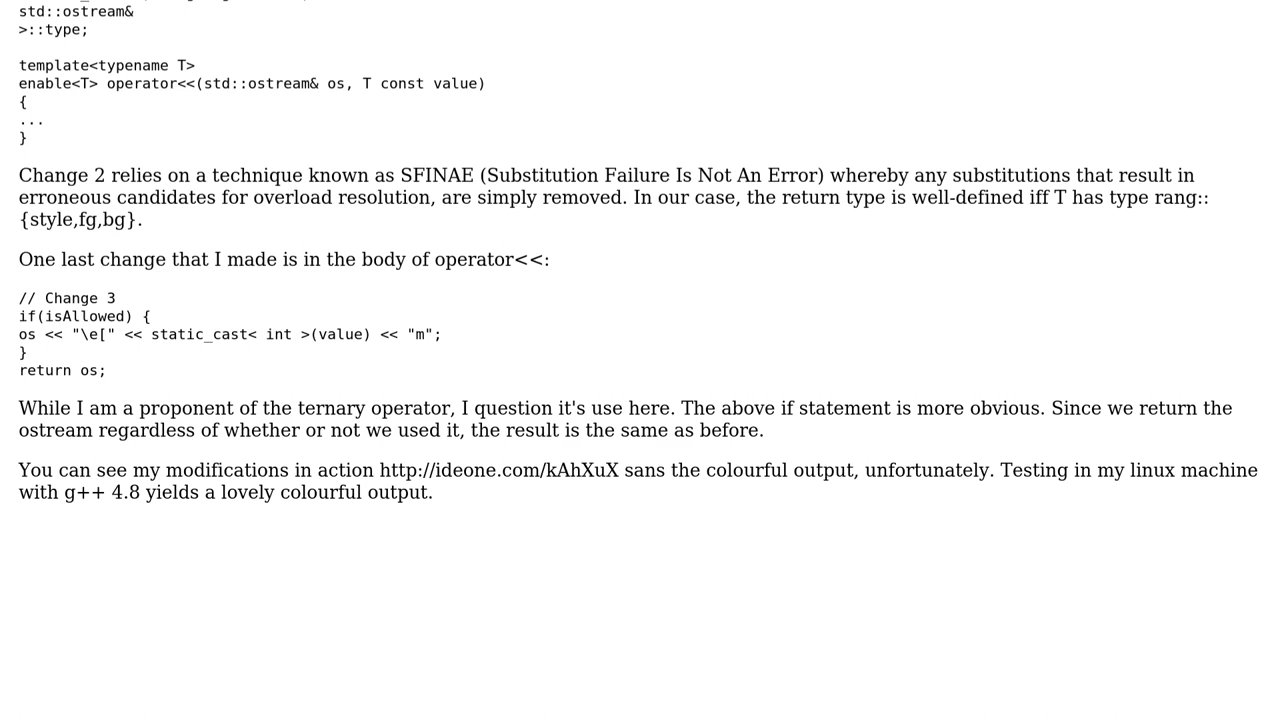 std::ostream&
>::type;
template<typename T>
enable<T> operator<<(std::ostream& os, T const value)
{
...
}
Change 2 relies on a technique known as SFINAE (Substitution Failure Is Not An Error) whereby any substitutions that result in
erroneous candidates for overload resolution, are simply removed. In our case, the return type is well-defined iff T has type rang::
{style,fg,bg}.
One last change that I made is in the body of operator<<:
// Change 3
if(isAllowed) {
os << "\e[" << static_cast< int >(value) << "m";
}
return os;
While I am a proponent of the ternary operator, I question it's use here. The above if statement is more obvious. Since we return the
ostream regardless of whether or not we used it, the result is the same as before.
You can see my modifications in action http://ideone.com/kAhXuX sans the colourful output, unfortunately. Testing in my linux machine
with g++ 4.8 yields a lovely colourful output.